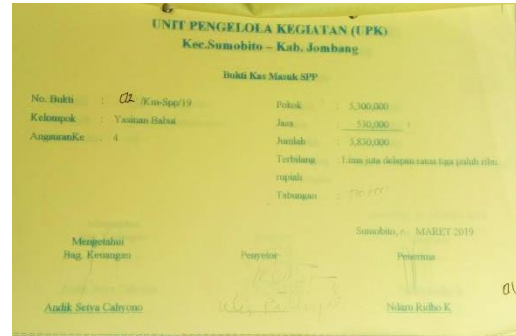 UNIT PENGELOLA KEGIATAN (UPK)
Kec.Sumobito – Kab. Jombang
Bukti Kas Masuk SPP
No. Bukti : 02 /Km-Spp/19
Kelompok : Yasinan Babut
AngsuranKe : 4
Pokok : 5,300,000
Jasa : 530,000 +
Jumlah : 5,830,000
Terbilang : Lima juta delapan ratus tiga puluh ribu
rupiah
Tabungan :
Sumobito, MARET 2019
Mengetahui
Bag. Keuangan
Penyetor
Penerima
Andik Setya Cahyono
Ndaru Ridho K